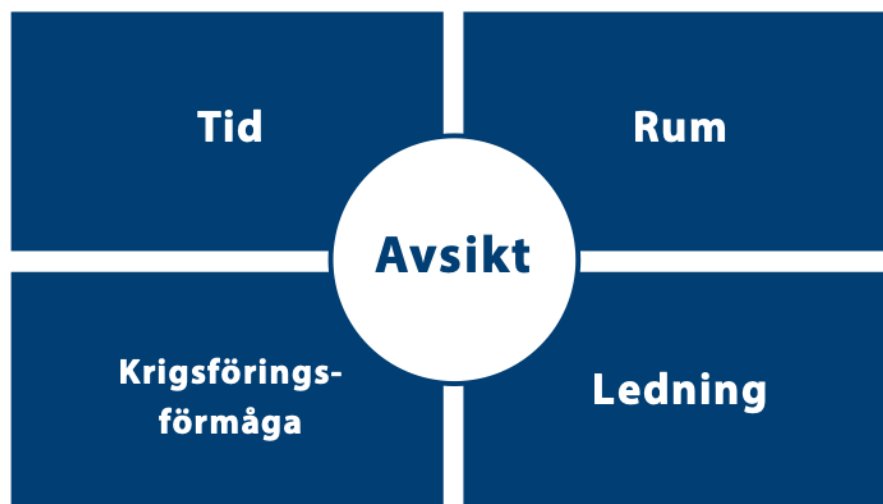 Tid
Rum
Avsikt
Krigsförings-
förmåga
Ledning